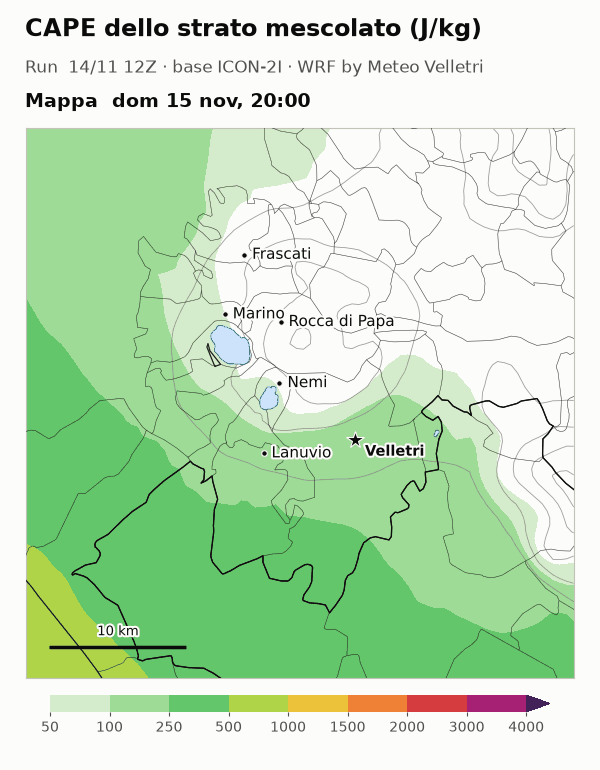 CAPE dello strato mescolato (J/kg)
Run  14/11 12Z · base ICON-2I · WRF by Meteo Velletri
Mappa  dom 15 nov, 20:00
Frascati
Marino
Rocca di Papa
Nemi
Velletri
Lanuvio
10 km
50 100 250 500 1000 1500 2000 3000 4000